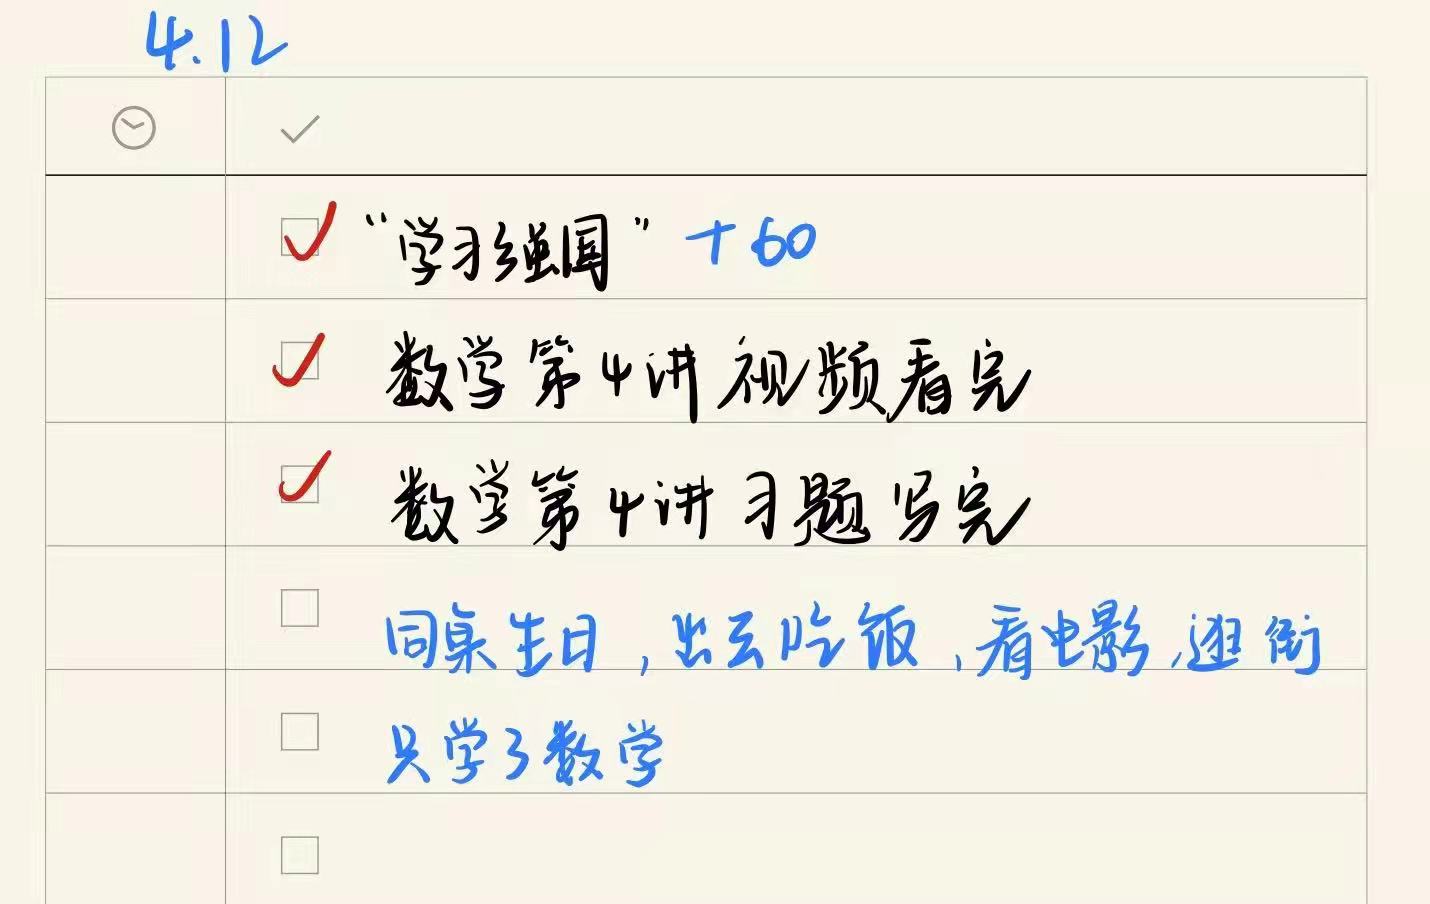 4.12
“学习强国” +60
数学第4讲视频看完
数学第4讲习题写完
同桌生日,出去吃饭,看电影,逛街
只学了数学